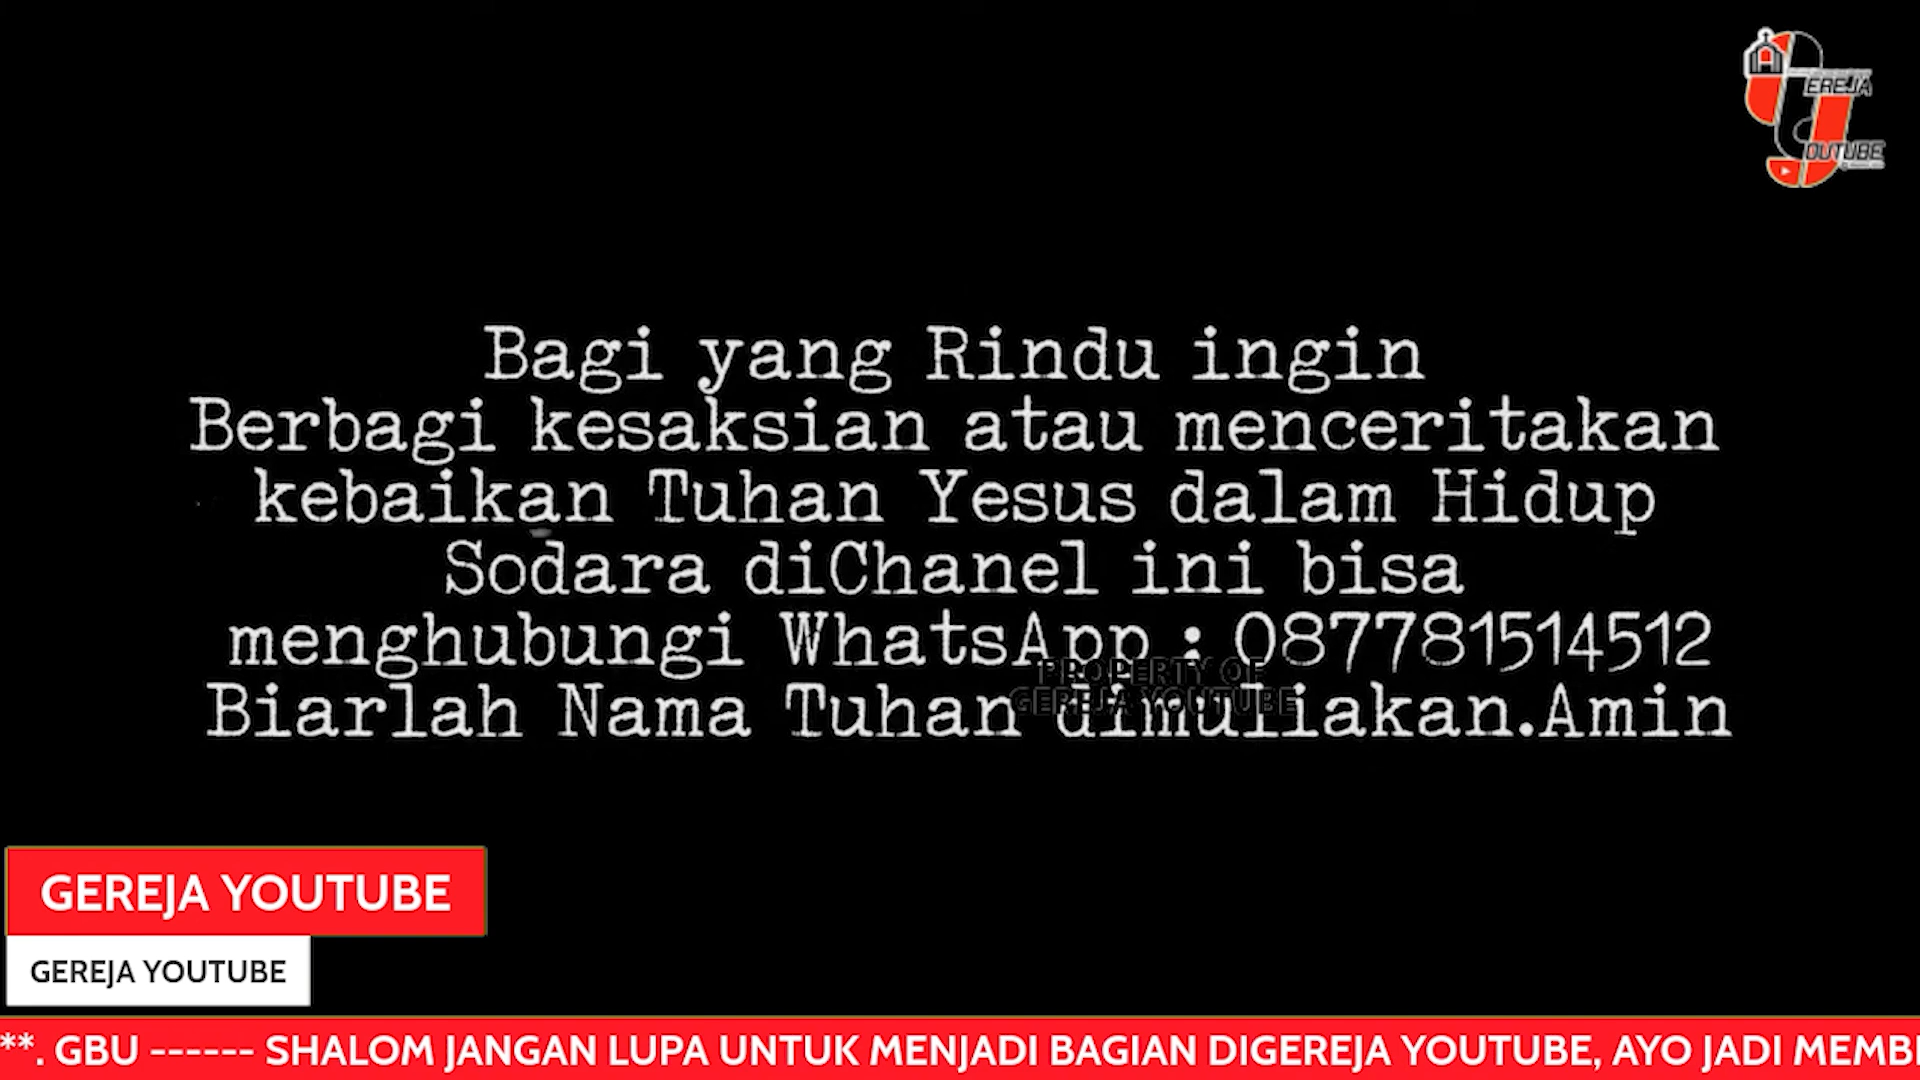 EREJA
OUTUBE
Bagi yang Rindu ingin
Berbagi kesaksian atau menceritakan
kebaikan Tuhan Yesus dalam Hidup
Sodara diChanel ini bisa
menghubungi WhatsApp : 087781514512
Biarlah Nama Tuhan dimuliakan.Amin
PROPERTY OF
GEREJA YOUTUBE
GEREJA YOUTUBE
GEREJA YOUTUBE
**. GBU ------ SHALOM JANGAN LUPA UNTUK MENJADI BAGIAN DIGEREJA YOUTUBE, AYO JADI MEMB